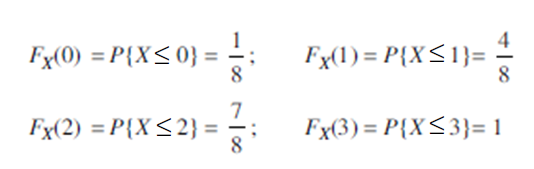 F_X(0) = P{X ≤ 0} = 1/8; F_X(1) = P{X ≤ 1} = 4/8
F_X(2) = P{X ≤ 2} = 7/8; F_X(3) = P{X ≤ 3} = 1